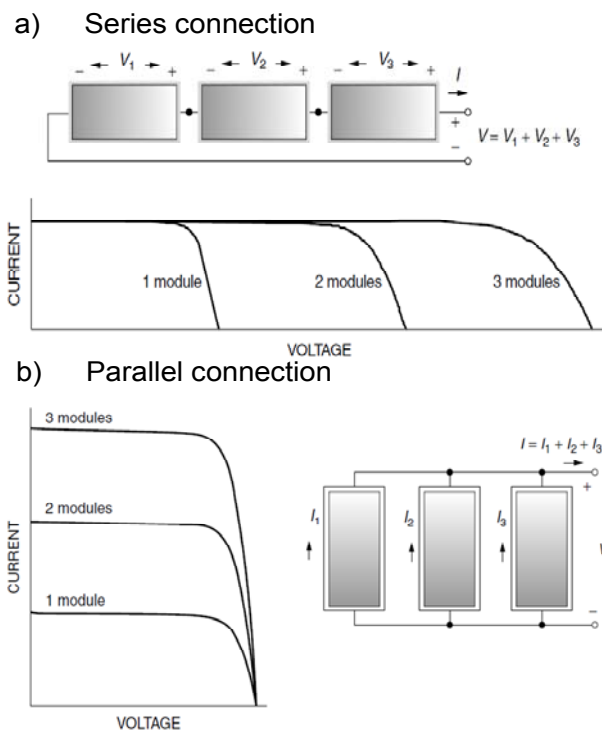 a) Series connection
– V1 + – V2 + – V3 + I
+
–
V = V1 + V2 + V3
CURRENT
1 module 2 modules 3 modules
VOLTAGE
b) Parallel connection
3 modules
2 modules
1 module
CURRENT
VOLTAGE
I = I1 + I2 + I3
+
I1 I2 I3
–